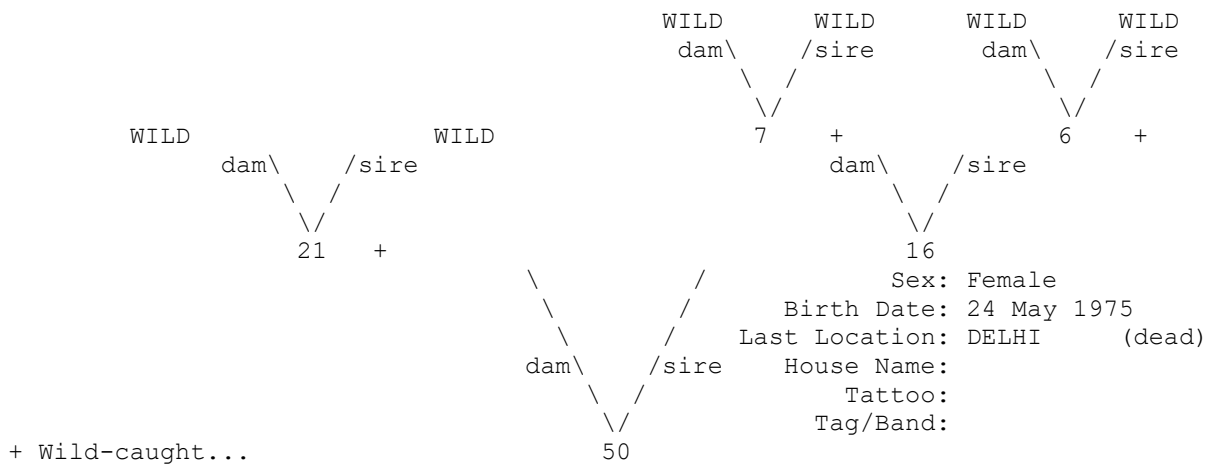 WILD WILD WILD WILD
dam\ /sire dam\ /sire
\ / \ /
\/ \/
WILD WILD 7 + 6 +
dam\ /sire dam\ /sire
\ / \ /
\/ \/
21 + 16
\ / Sex: Female
\ / Birth Date: 24 May 1975
\ / Last Location: DELHI (dead)
dam\ /sire House Name:
\ / Tattoo:
\/ Tag/Band:
+ Wild-caught... 50